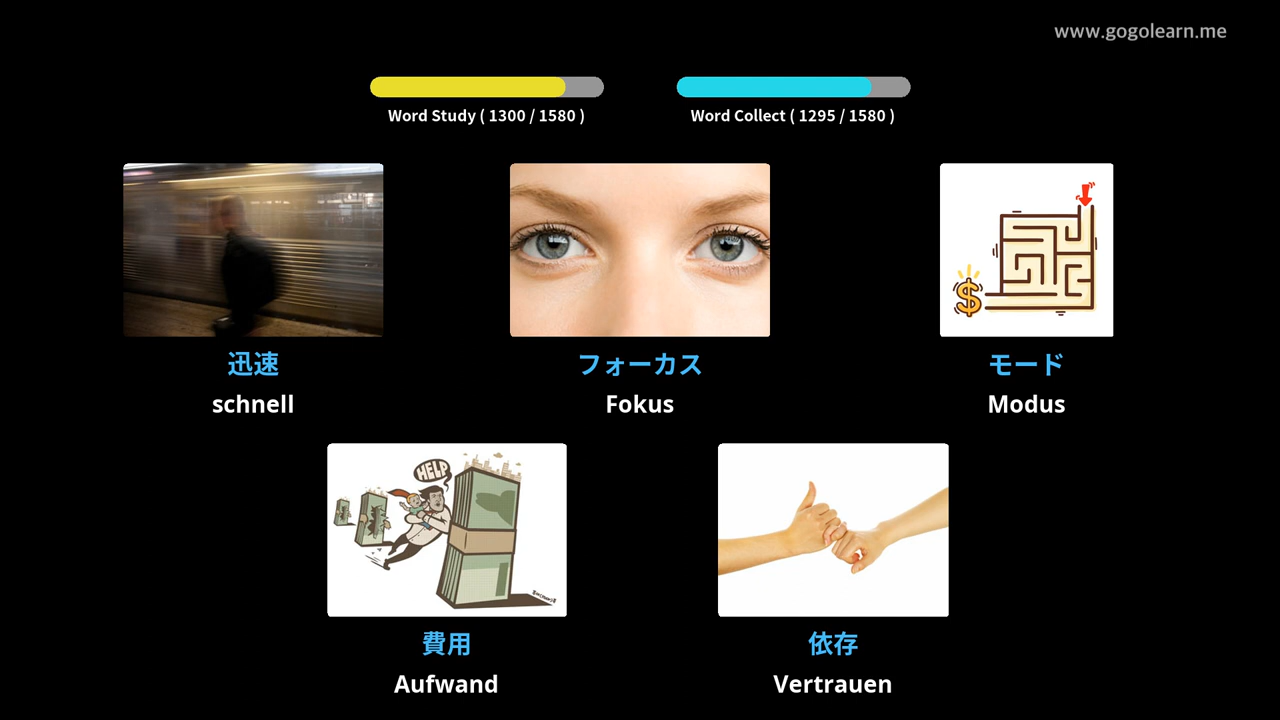 www.gogolearn.me
Word Study ( 1300 / 1580 )
Word Collect ( 1295 / 1580 )
迅速
フォーカス
モード
schnell
Fokus
Modus
HELP
費用
依存
Aufwand
Vertrauen